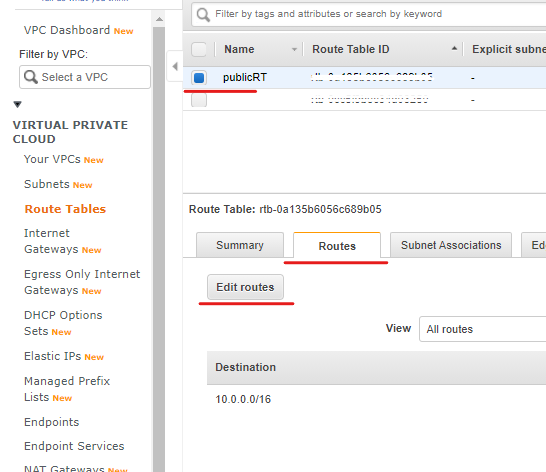 VPC Dashboard New
Filter by VPC:
Select a VPC
VIRTUAL PRIVATE
CLOUD
Your VPCs New
Subnets New
Route Tables
Internet
Gateways New
Egress Only Internet
Gateways New
DHCP Options
Sets New
Elastic IPs New
Managed Prefix
Lists New
Endpoints
Endpoint Services
NAT Gateways New
Filter by tags and attributes or search by keyword
Name Route Table ID Explicit subne
publicRT -
-
Route Table: rtb-0a135b6056c689b05
Summary Routes Subnet Associations Ed
Edit routes
View All routes
Destination
10.0.0.0/16